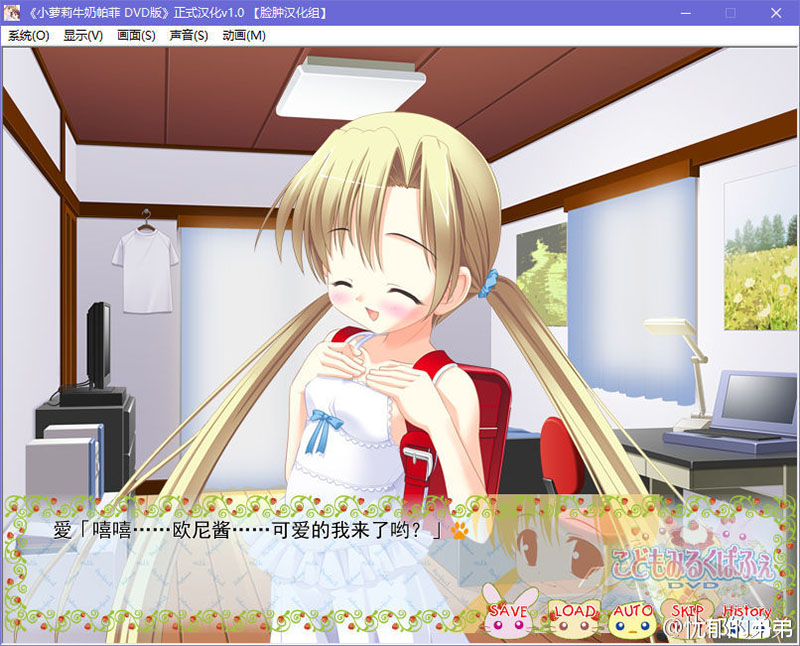 《小萝莉牛奶帕菲 DVD版》正式汉化v1.0 【脸肿汉化组】
系统(O) 显示(V) 画面(S) 声音(S) 动画(M)
愛「嘻嘻……欧尼酱……可爱的我来了哟？」
こどもみるくぱふぇ
SAVE LOAD AUTO SKIP History
@忧郁的弟弟